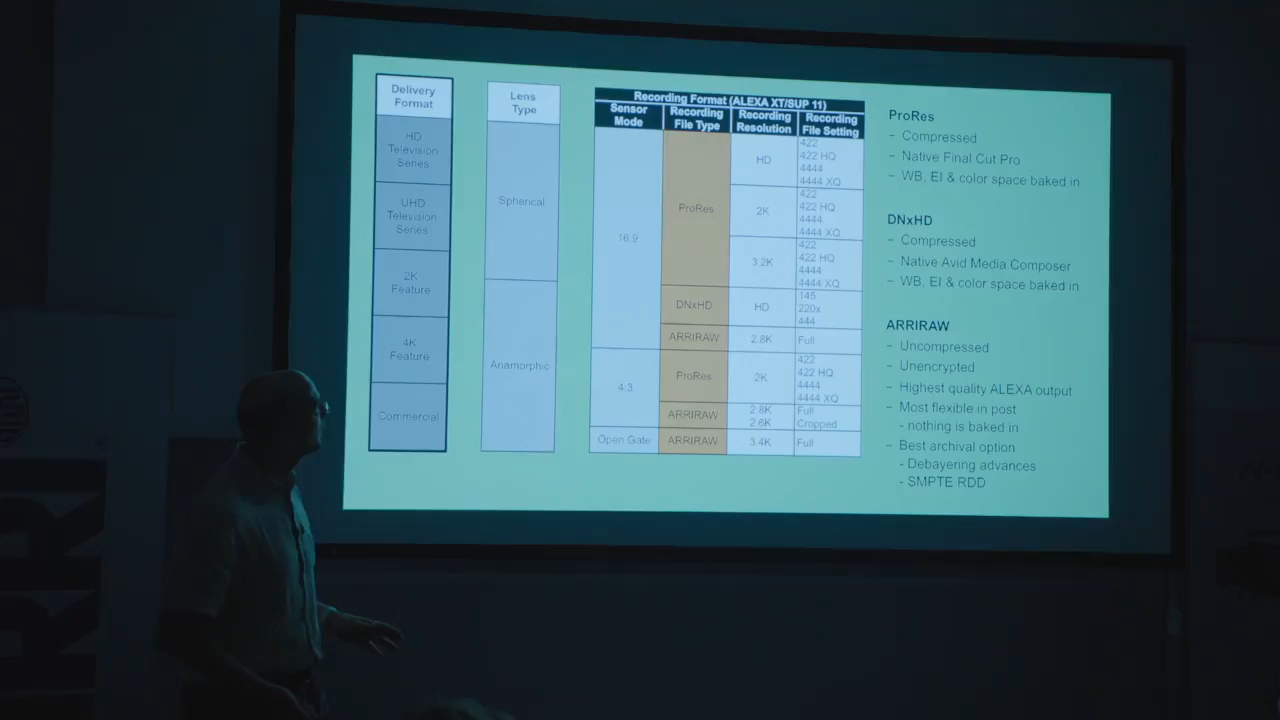 Delivery
Format
HD
Television
Series
UHD
Television
Series
2K
Feature
4K
Feature
Commercial
Lens
Type
Spherical
Anamorphic
Recording Format (ALEXA XT/SUP 11)
Sensor
Mode
Recording
File Type
Recording
Resolution
Recording
File Setting
16:9
ProRes
HD
422
422 HQ
4444
4444 XQ
2K
422
422 HQ
4444
4444 XQ
3.2K
422
422 HQ
4444
4444 XQ
DNxHD
HD
145
220x
444
ARRIRAW
2.8K
Full
4:3
ProRes
2K
422
422 HQ
4444
4444 XQ
ARRIRAW
2.8K
2.6K
Full
Cropped
Open Gate
ARRIRAW
3.4K
Full
ProRes
- Compressed
- Native Final Cut Pro
- WB, EI & color space baked in
DNxHD
- Compressed
- Native Avid Media Composer
- WB, EI & color space baked in
ARRIRAW
- Uncompressed
- Unencrypted
- Highest quality ALEXA output
- Most flexible in post
- nothing is baked in
- Best archival option
- Debayering advances
- SMPTE RDD